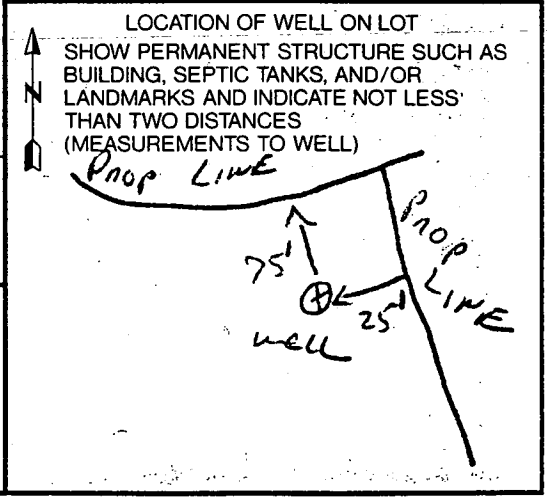 LOCATION OF WELL ON LOT
SHOW PERMANENT STRUCTURE SUCH AS
BUILDING, SEPTIC TANKS, AND/OR
N LANDMARKS AND INDICATE NOT LESS
THAN TWO DISTANCES
(MEASUREMENTS TO WELL)
Prop LINE
Prop
LINE
75'
25'
well